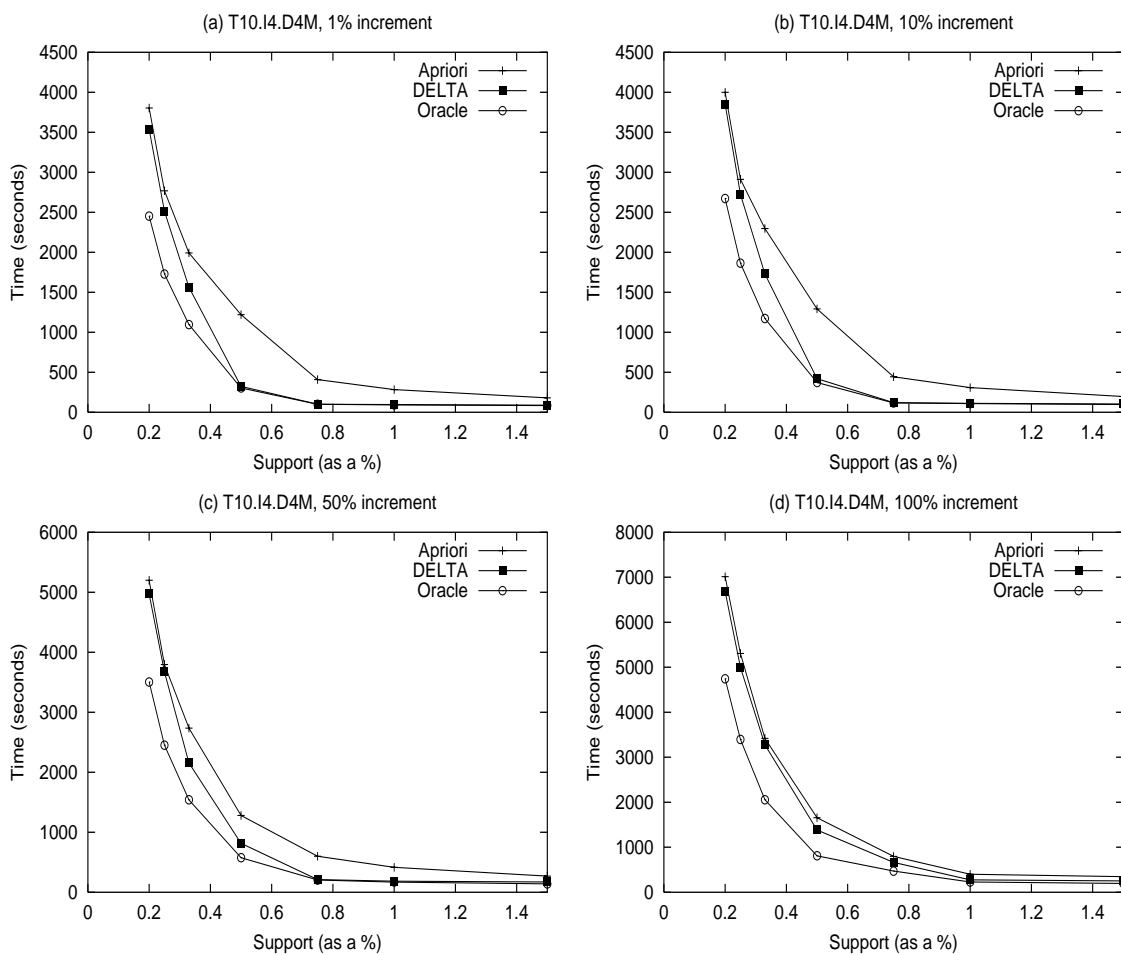 (a) T10.I4.D4M, 1% increment
4500
4000
3500
3000
2500
2000
1500
1000
500
0
Time (seconds)
Apriori
DELTA
Oracle
0 0.2 0.4 0.6 0.8 1 1.2 1.4
Support (as a %)
(b) T10.I4.D4M, 10% increment
4500
4000
3500
3000
2500
2000
1500
1000
500
0
Time (seconds)
Apriori
DELTA
Oracle
0 0.2 0.4 0.6 0.8 1 1.2 1.4
Support (as a %)
(c) T10.I4.D4M, 50% increment
6000
5000
4000
3000
2000
1000
0
Time (seconds)
Apriori
DELTA
Oracle
0 0.2 0.4 0.6 0.8 1 1.2 1.4
Support (as a %)
(d) T10.I4.D4M, 100% increment
8000
7000
6000
5000
4000
3000
2000
1000
0
Time (seconds)
Apriori
DELTA
Oracle
0 0.2 0.4 0.6 0.8 1 1.2 1.4
Support (as a %)